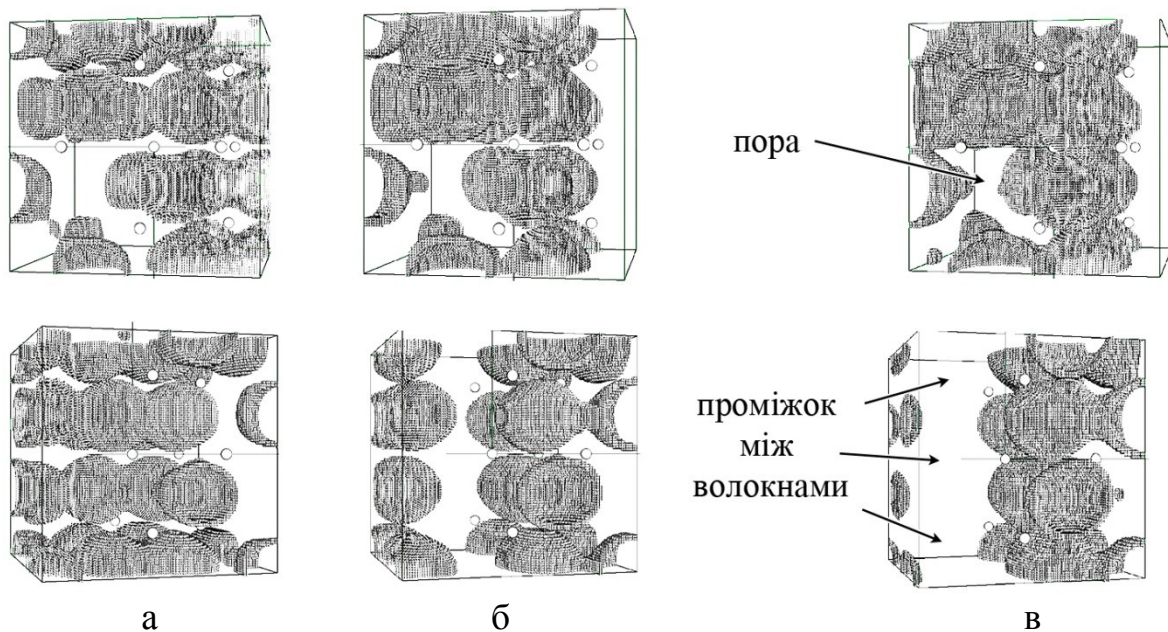 пора
проміжок
між
волокнами
а
б
в